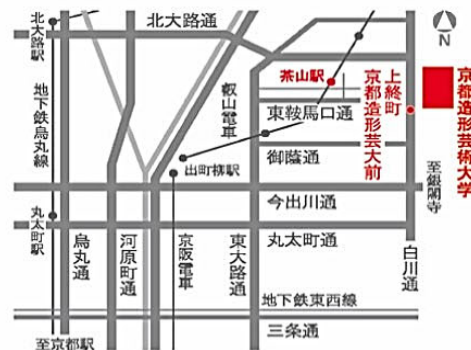 北大路駅
北大路通
N
地下鉄烏丸線
叡山電車
茶山駅
上終町
京都造形芸大前
京都造形芸術大学
東鞍馬口通
御蔭通
出町柳駅
至銀閣寺
今出川通
丸太町駅
烏丸通
河原町通
京阪電車
東大路通
丸太町通
白川通
地下鉄東西線
三条通
至京都駅